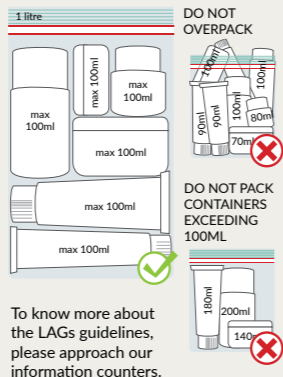 1 litre
max
100ml
max 100ml
max
100ml
max 100ml
max 100ml
max 100ml
DO NOT
OVERPACK
100ml
100ml
90ml
90ml
100ml
80ml
70ml
DO NOT PACK
CONTAINERS
EXCEEDING
100ML
180ml
200ml
To know more about
the LAGs guidelines,
please approach our
information counters.